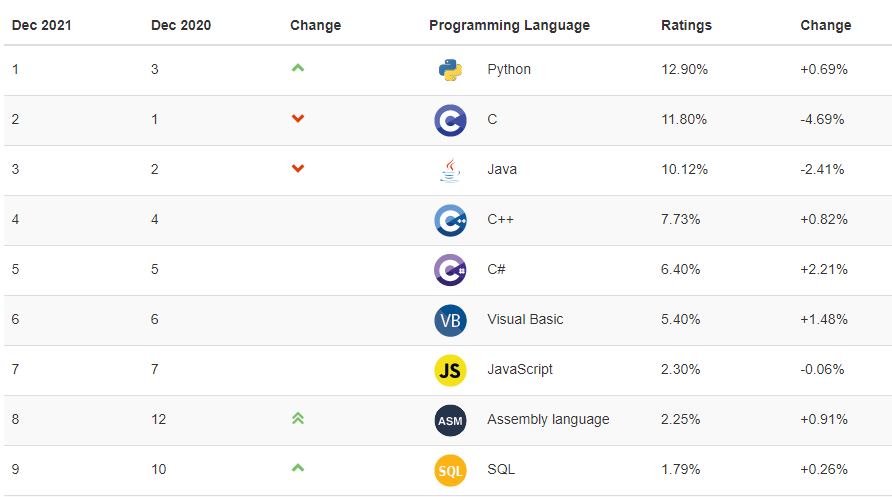 Dec 2021 Dec 2020 Change Programming Language Ratings Change
1 3 Python 12.90% +0.69%
2 1 C 11.80% -4.69%
3 2 Java 10.12% -2.41%
4 4 C++ 7.73% +0.82%
5 5 C# 6.40% +2.21%
6 6 VB Visual Basic 5.40% +1.48%
7 7 JS JavaScript 2.30% -0.06%
8 12 ASM Assembly language 2.25% +0.91%
9 10 SQL SQL 1.79% +0.26%